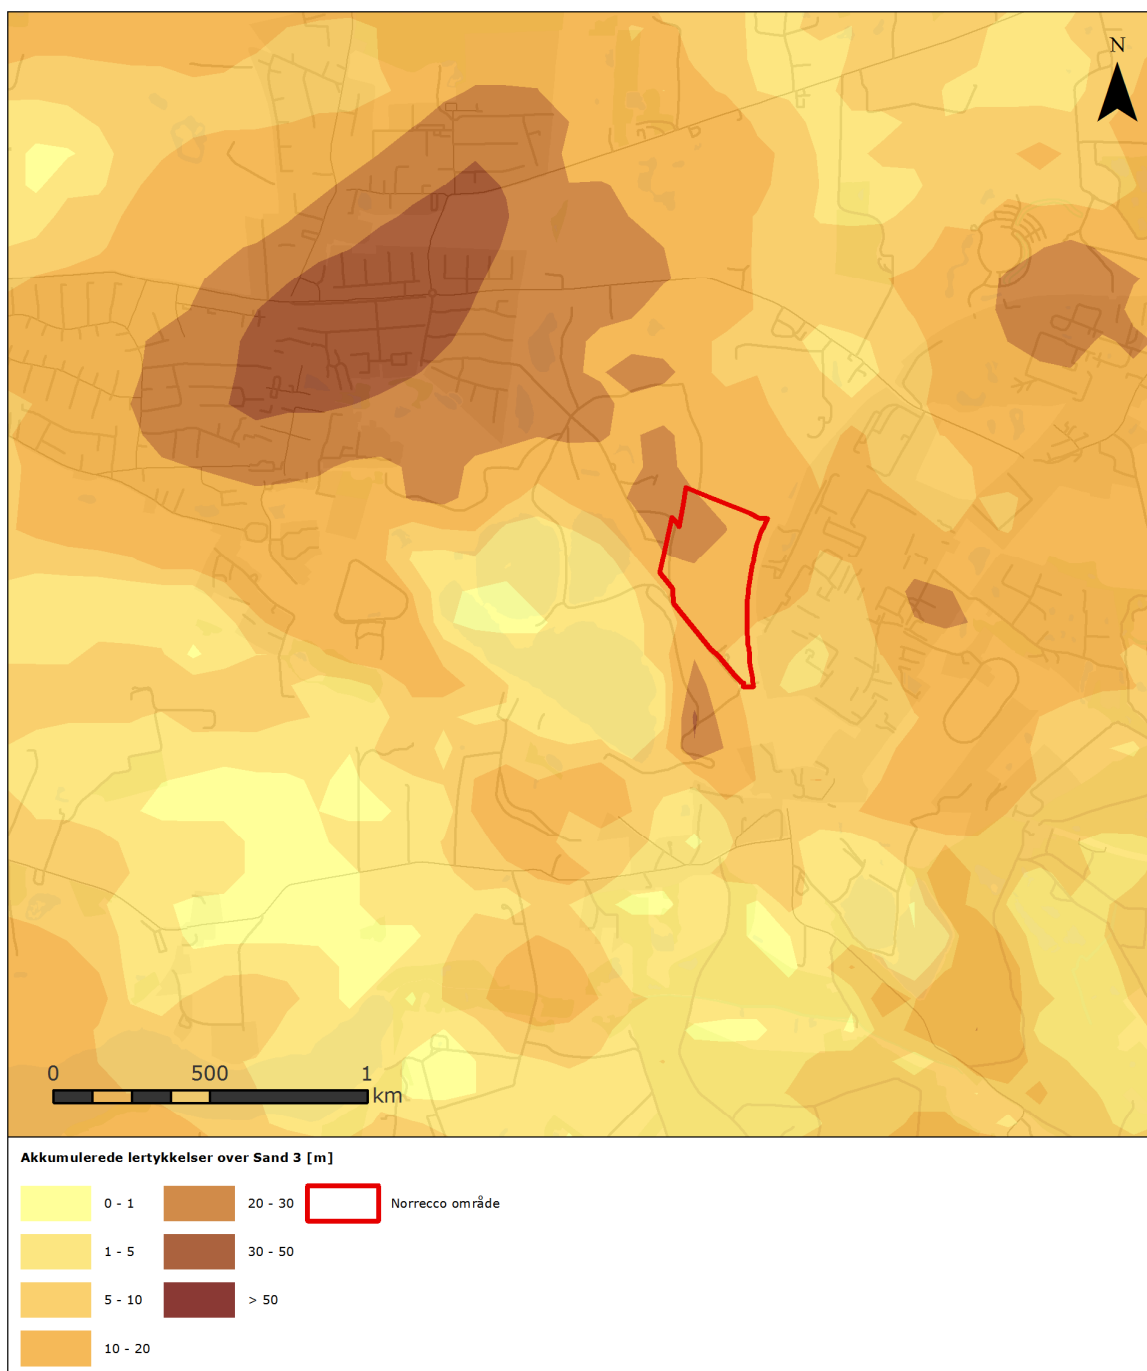 N
0 500 1
km
Akkumulerede lertykkelser over Sand 3 [m]
0 - 1
1 - 5
5 - 10
10 - 20
20 - 30
30 - 50
> 50
Norrecco område